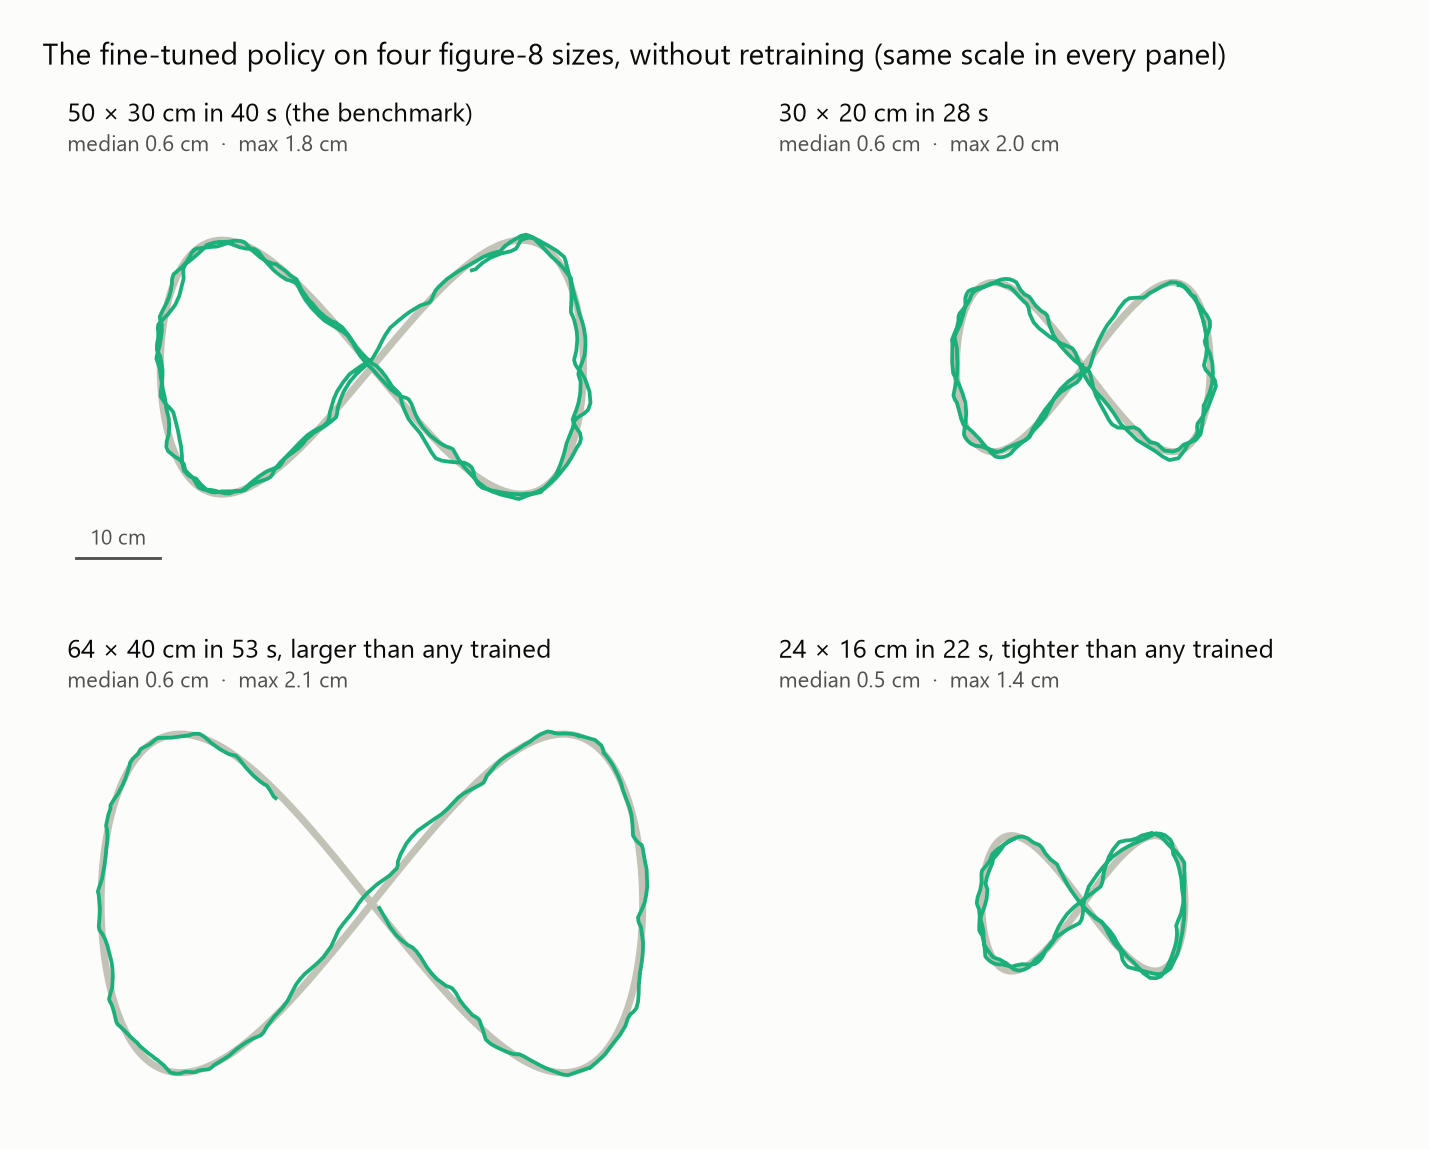 The fine-tuned policy on four figure-8 sizes, without retraining (same scale in every panel)
50 × 30 cm in 40 s (the benchmark)
median 0.6 cm · max 1.8 cm
30 × 20 cm in 28 s
median 0.6 cm · max 2.0 cm
10 cm
64 × 40 cm in 53 s, larger than any trained
median 0.6 cm · max 2.1 cm
24 × 16 cm in 22 s, tighter than any trained
median 0.5 cm · max 1.4 cm